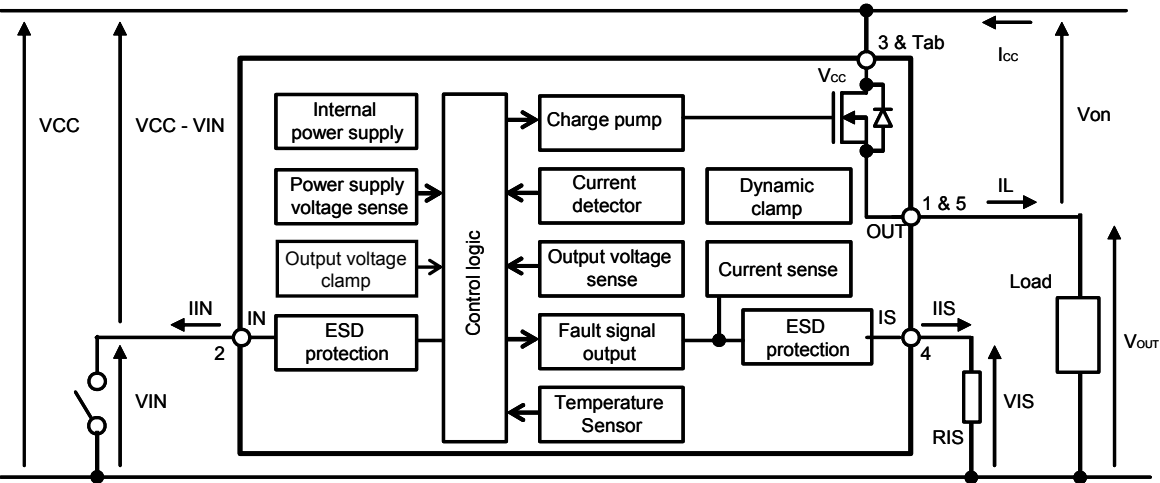 3 & Tab
ICC
VCC
VCC
VCC - VIN
Von
Internal
power supply
Charge pump
Power supply
voltage sense
Current
detector
Dynamic
clamp
1 & 5
IL
OUT
Control logic
Output voltage
clamp
Output voltage
sense
Current sense
Load
IIN
IN
2
ESD
protection
Fault signal
output
ESD
protection
IS
4
IIS
VOUT
VIN
Temperature
Sensor
RIS
VIS